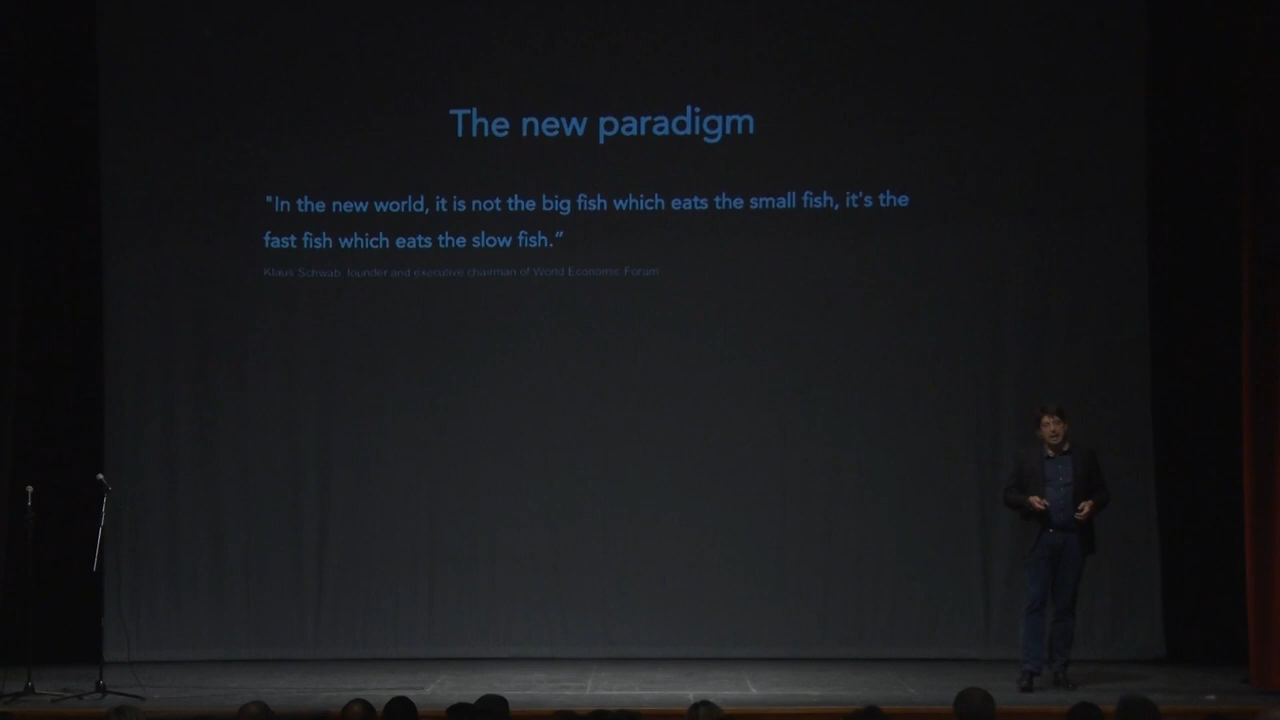 The new paradigm
"In the new world, it is not the big fish which eats the small fish, it's the
fast fish which eats the slow fish.”
Klaus Schwab, founder and executive chairman of World Economic Forum